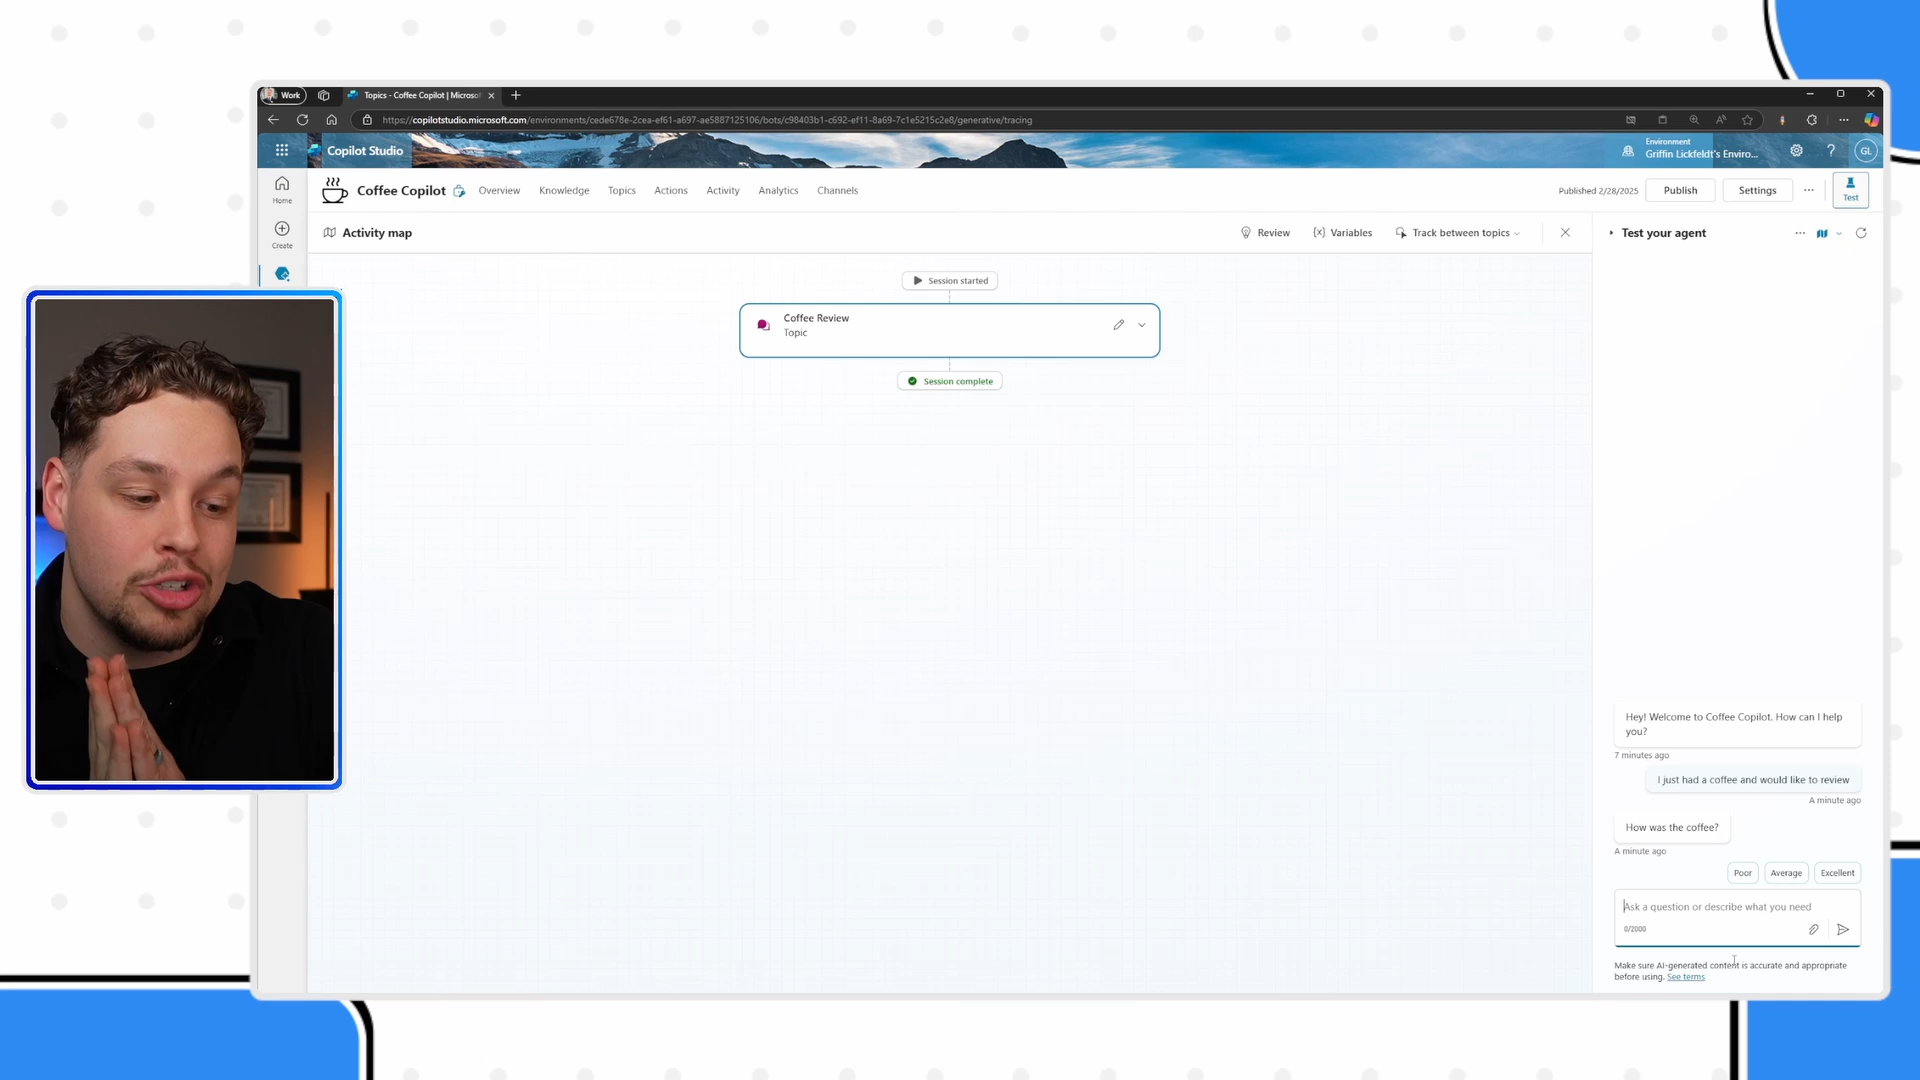 Work
Topics - Coffee Copilot | Microsof
https://copilotstudio.microsoft.com/environments/cede678e-2cea-ef61-a697-ae5887125106/bots/c98403b1-c692-ef11-8a69-7c1e5215c2e8/generative/tracing
Copilot Studio
Environment
Griffin Lickfeldt's Enviro...
GL
Home
Create
Coffee Copilot
Overview
Knowledge
Topics
Actions
Activity
Analytics
Channels
Published 2/28/2025
Publish
Settings
Test
Activity map
Review
Variables
Track between topics
Test your agent
Session started
Coffee Review
Topic
Session complete
Hey! Welcome to Coffee Copilot. How can I help
you?
7 minutes ago
I just had a coffee and would like to review
A minute ago
How was the coffee?
A minute ago
Poor
Average
Excellent
Ask a question or describe what you need
0/2000
Make sure AI-generated content is accurate and appropriate
before using. See terms